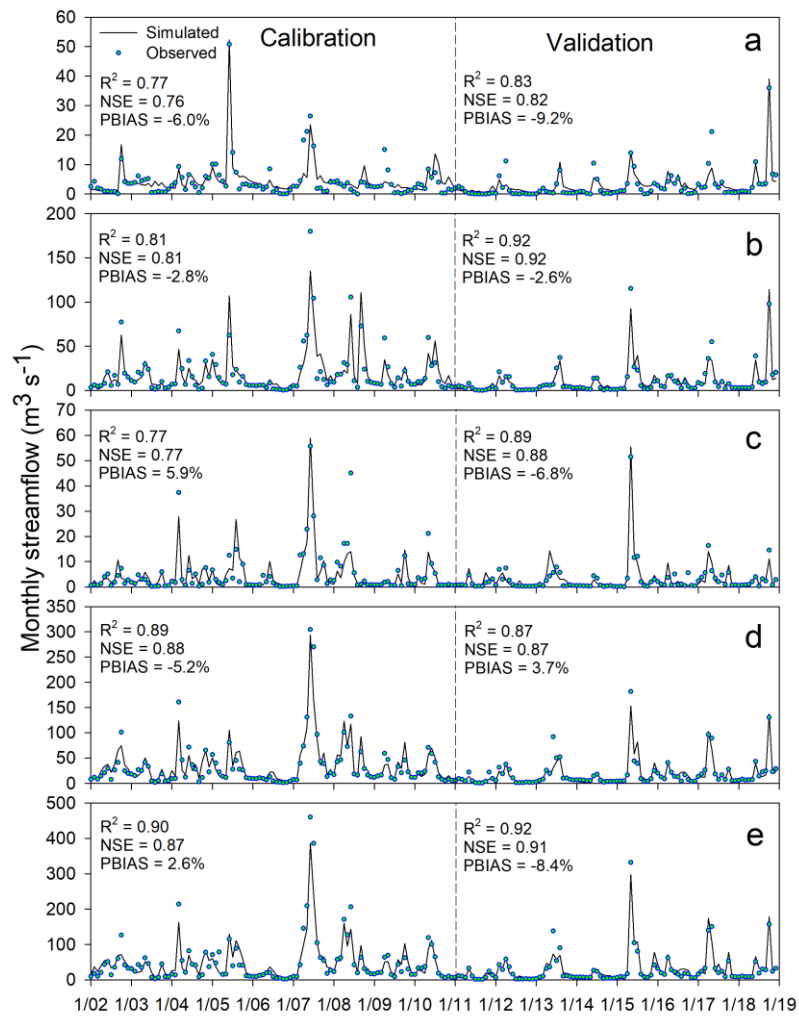 Monthly streamflow (m³ s⁻¹)
Simulated
Observed
Calibration
Validation
a
R² = 0.77
NSE = 0.76
PBIAS = -6.0%
R² = 0.83
NSE = 0.82
PBIAS = -9.2%
60
50
40
30
20
10
0
b
R² = 0.81
NSE = 0.81
PBIAS = -2.8%
R² = 0.92
NSE = 0.92
PBIAS = -2.6%
200
150
100
50
0
c
R² = 0.77
NSE = 0.77
PBIAS = 5.9%
R² = 0.89
NSE = 0.88
PBIAS = -6.8%
70
60
50
40
30
20
10
0
d
R² = 0.89
NSE = 0.88
PBIAS = -5.2%
R² = 0.87
NSE = 0.87
PBIAS = 3.7%
350
300
250
200
150
100
50
0
e
R² = 0.90
NSE = 0.87
PBIAS = 2.6%
R² = 0.92
NSE = 0.91
PBIAS = -8.4%
500
400
300
200
100
0
1/02 1/03 1/04 1/05 1/06 1/07 1/08 1/09 1/10 1/11 1/12 1/13 1/14 1/15 1/16 1/17 1/18 1/19